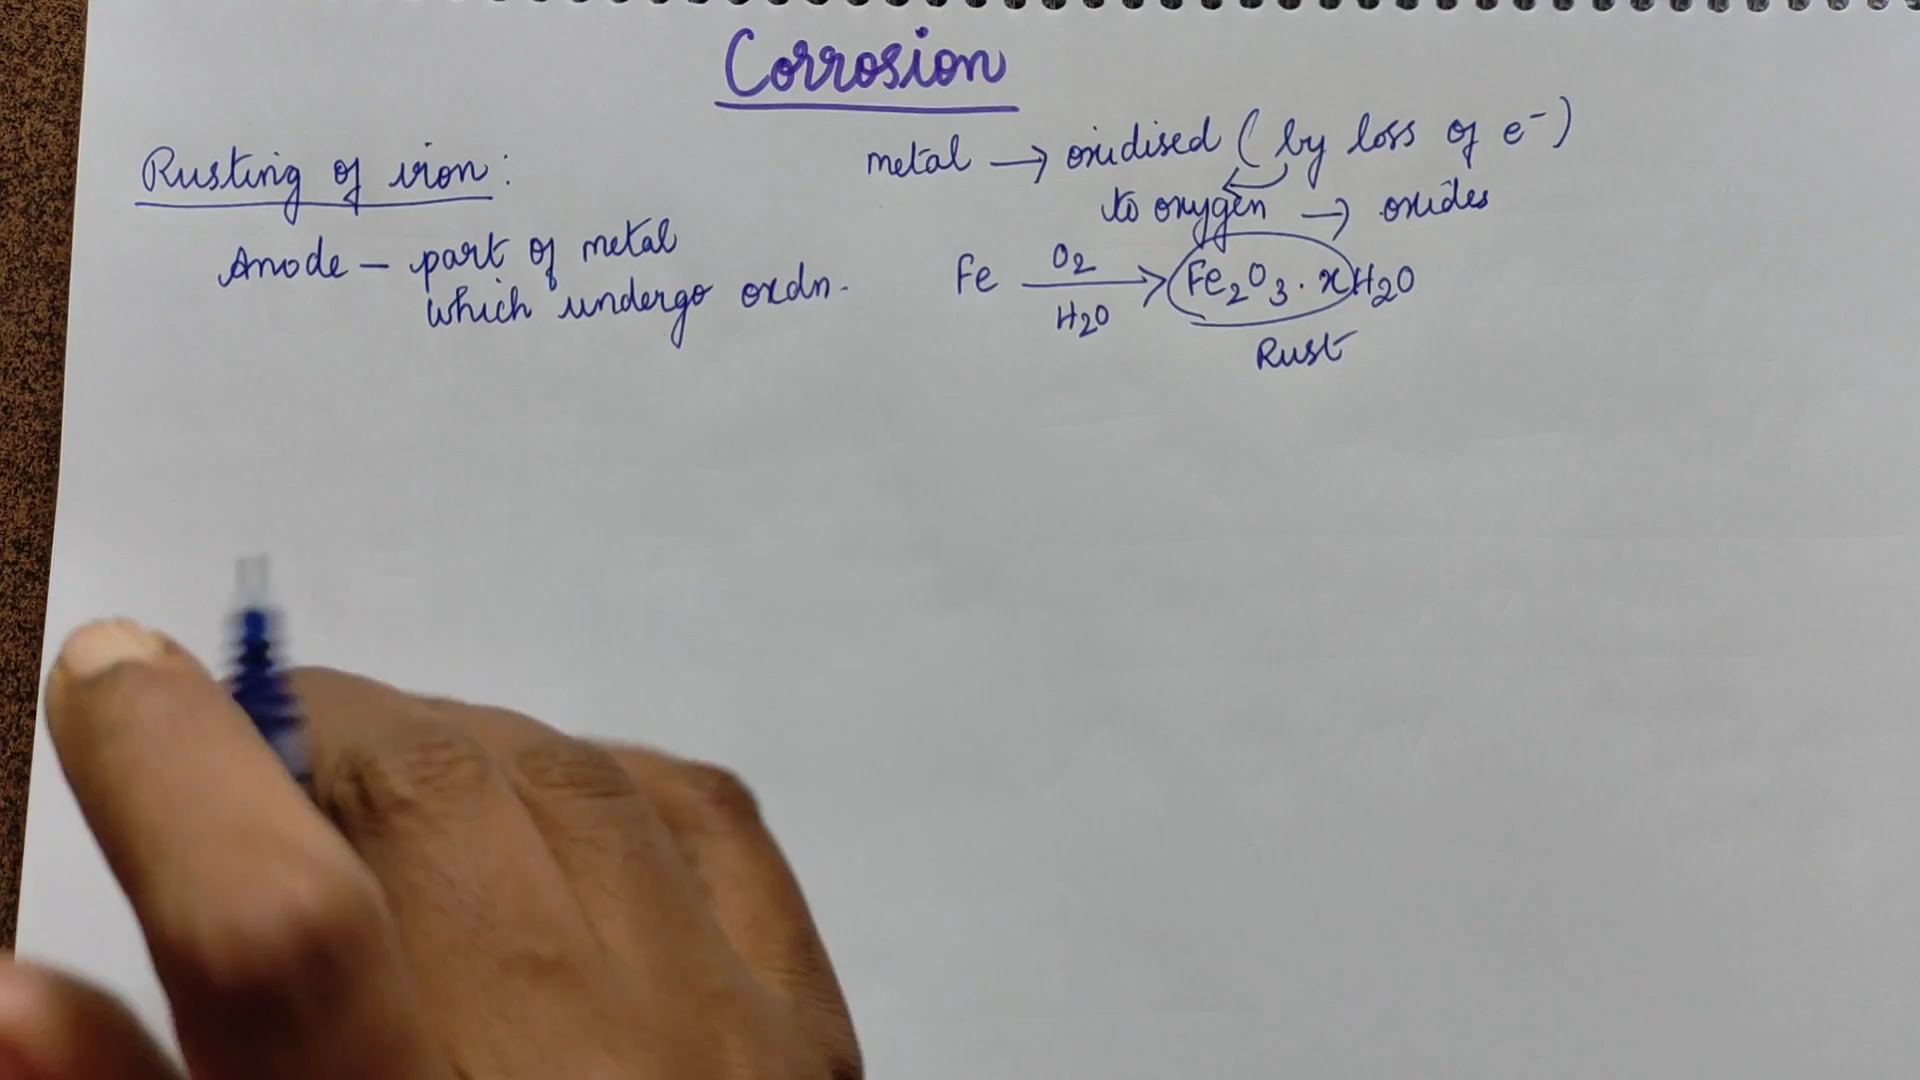 Corrosion
metal → oxidised (by loss of e⁻)
to oxygen → oxides
Rusting of iron:
Anode – part of metal
which undergo oxdn.
Fe →
O₂
H₂O
Fe₂O₃.xH₂O
Rust